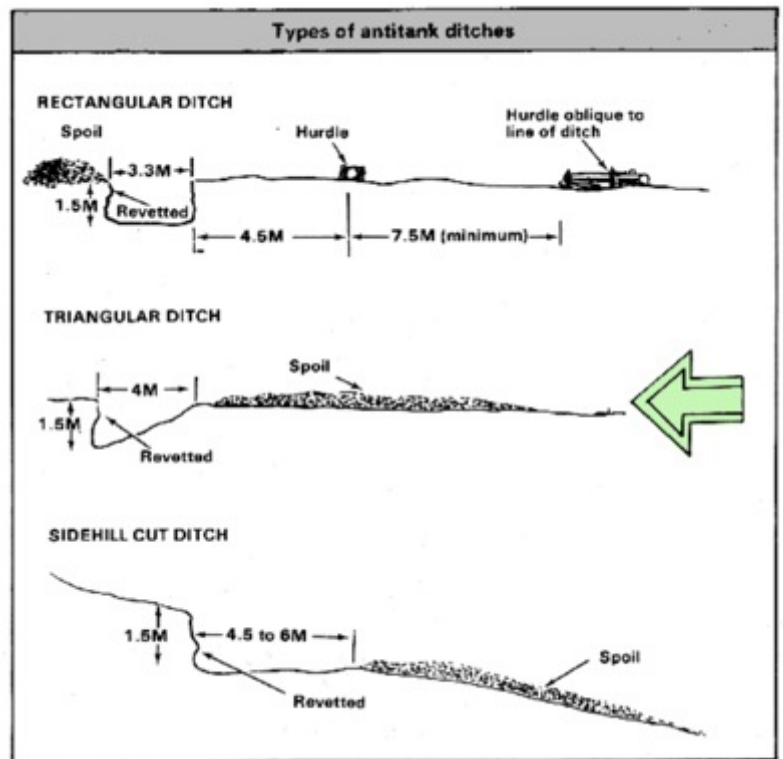 Types of antitank ditches
RECTANGULAR DITCH
Spoil
Hurdle
Hurdle oblique to
line of ditch
3.3M
1.5M
Revetted
4.5M
7.5M (minimum)
TRIANGULAR DITCH
Spoil
4M
1.5M
Revetted
SIDEHILL CUT DITCH
1.5M
4.5 to 6M
Spoil
Revetted